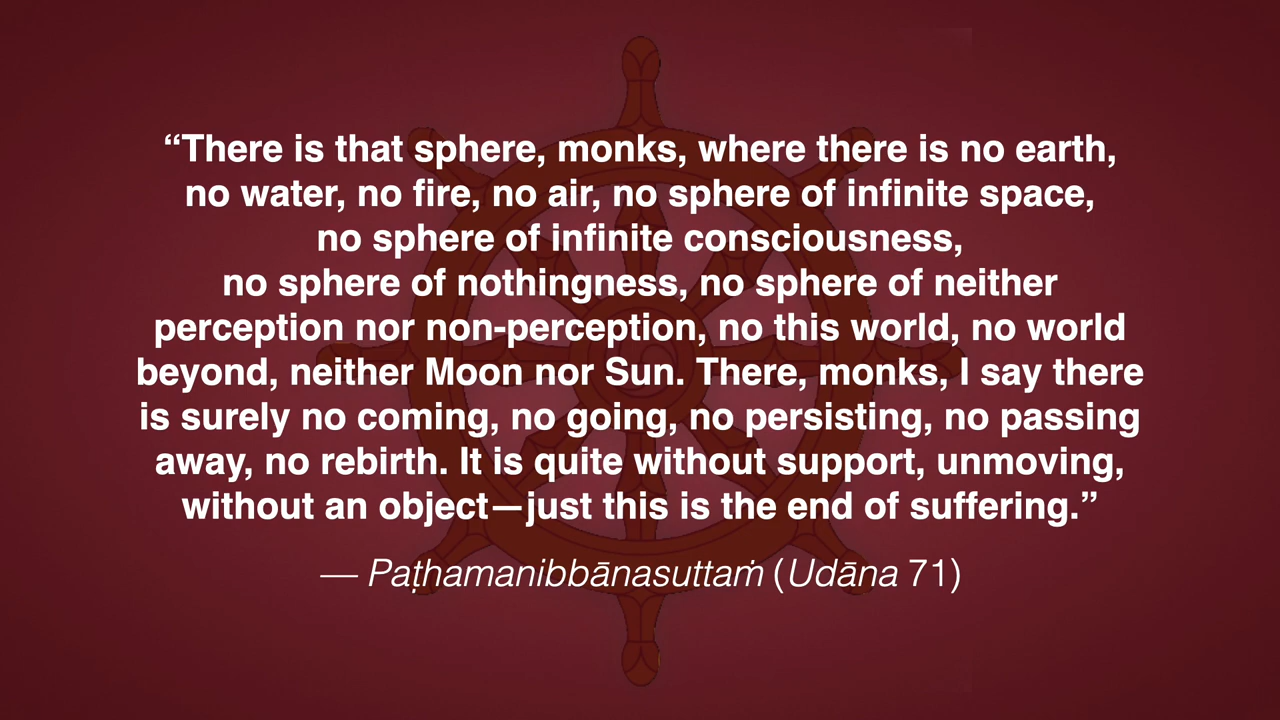 “There is that sphere, monks, where there is no earth,
no water, no fire, no air, no sphere of infinite space,
no sphere of infinite consciousness,
no sphere of nothingness, no sphere of neither
perception nor non-perception, no this world, no world
beyond, neither Moon nor Sun. There, monks, I say there
is surely no coming, no going, no persisting, no passing
away, no rebirth. It is quite without support, unmoving,
without an object—just this is the end of suffering.”
— Paṭhamanibbānasuttaṁ (Udāna 71)